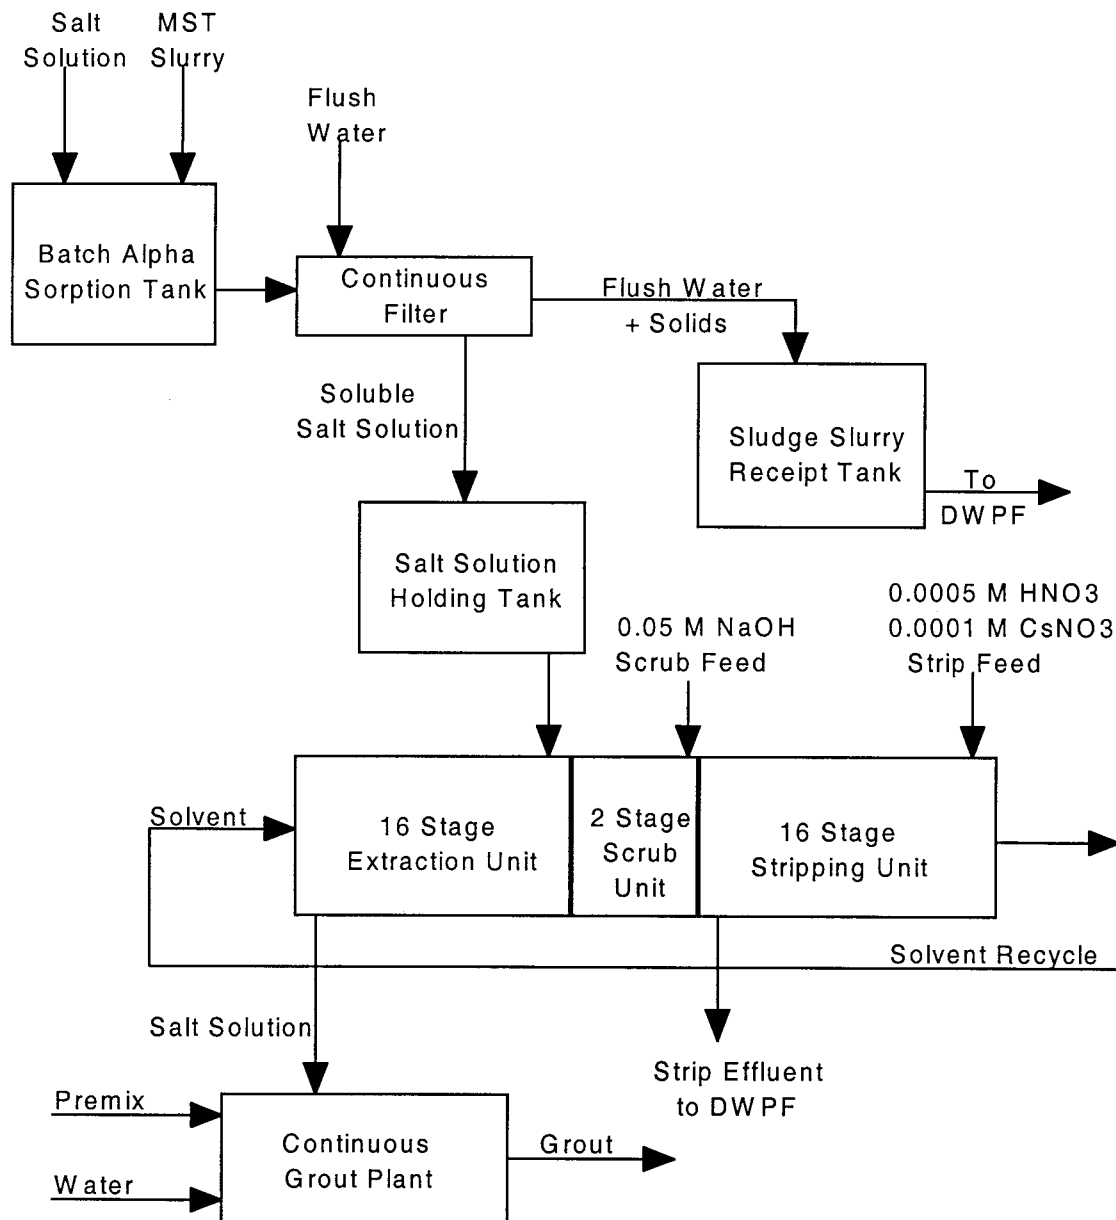 Salt
Solution
MST
Slurry
Flush
Water
Batch Alpha
Sorption Tank
Continuous
Filter
Flush Water
+ Solids
Soluble
Salt Solution
Sludge Slurry
Receipt Tank
To
DWPF
Salt Solution
Holding Tank
0.05 M NaOH
Scrub Feed
0.0005 M HNO3
0.0001 M CsNO3
Strip Feed
Solvent
16 Stage
Extraction Unit
2 Stage
Scrub
Unit
16 Stage
Stripping Unit
Solvent Recycle
Salt Solution
Strip Effluent
to DWPF
Premix
Water
Continuous
Grout Plant
Grout